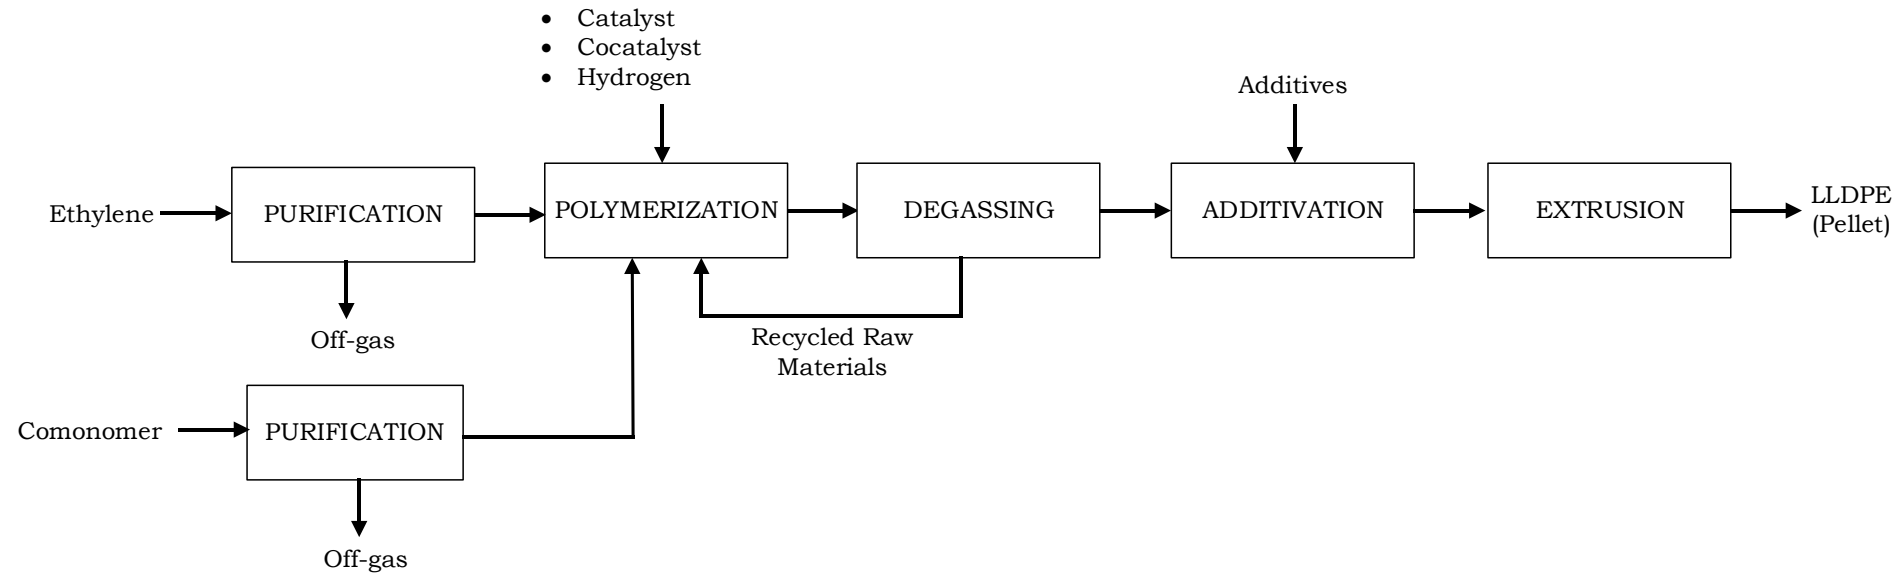 • Catalyst
• Cocatalyst
• Hydrogen
Additives
Ethylene
PURIFICATION
POLYMERIZATION
DEGASSING
ADDITIVATION
EXTRUSION
LLDPE
(Pellet)
Off-gas
Recycled Raw
Materials
Comonomer
PURIFICATION
Off-gas